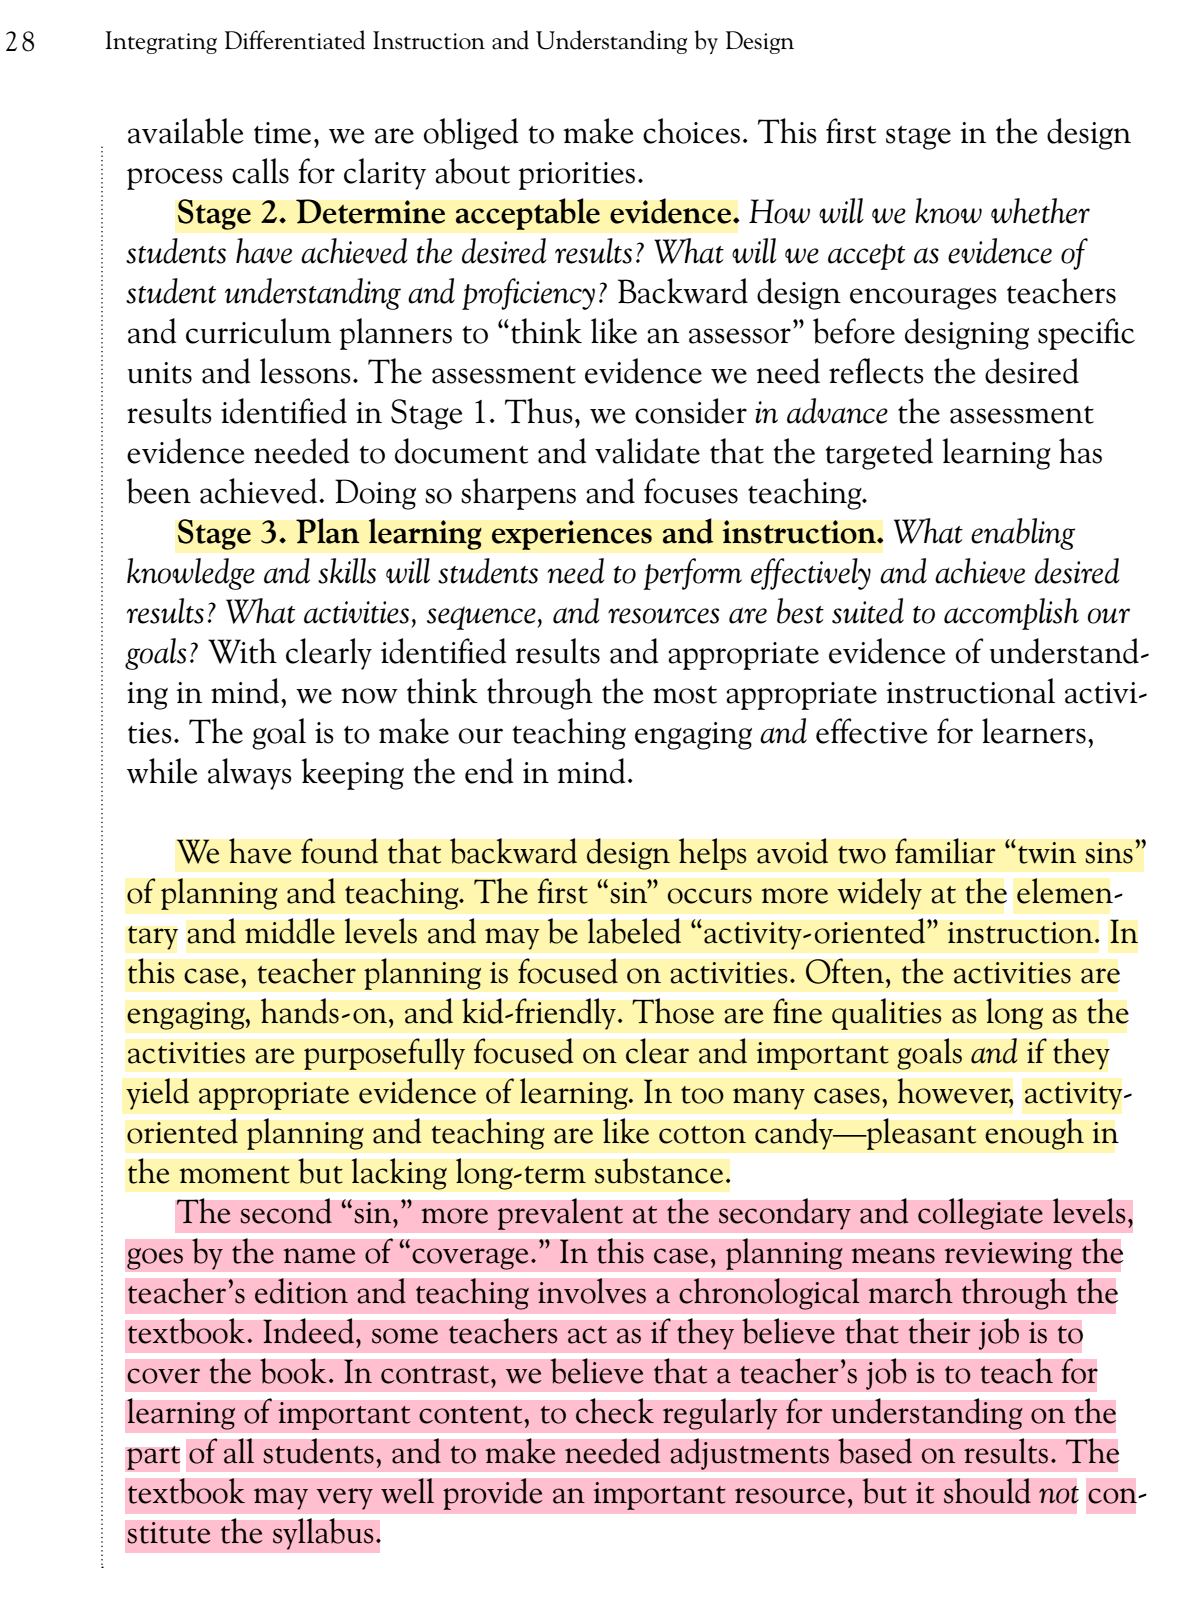 28 Integrating Differentiated Instruction and Understanding by Design
available time, we are obliged to make choices. This first stage in the design
process calls for clarity about priorities.
Stage 2. Determine acceptable evidence. How will we know whether
students have achieved the desired results? What will we accept as evidence of
student understanding and proficiency? Backward design encourages teachers
and curriculum planners to “think like an assessor” before designing specific
units and lessons. The assessment evidence we need reflects the desired
results identified in Stage 1. Thus, we consider in advance the assessment
evidence needed to document and validate that the targeted learning has
been achieved. Doing so sharpens and focuses teaching.
Stage 3. Plan learning experiences and instruction. What enabling
knowledge and skills will students need to perform effectively and achieve desired
results? What activities, sequence, and resources are best suited to accomplish our
goals? With clearly identified results and appropriate evidence of understand-
ing in mind, we now think through the most appropriate instructional activi-
ties. The goal is to make our teaching engaging and effective for learners,
while always keeping the end in mind.
We have found that backward design helps avoid two familiar “twin sins”
of planning and teaching. The first “sin” occurs more widely at the elemen-
tary and middle levels and may be labeled “activity-oriented” instruction. In
this case, teacher planning is focused on activities. Often, the activities are
engaging, hands-on, and kid-friendly. Those are fine qualities as long as the
activities are purposefully focused on clear and important goals and if they
yield appropriate evidence of learning. In too many cases, however, activity-
oriented planning and teaching are like cotton candy—pleasant enough in
the moment but lacking long-term substance.
The second “sin,” more prevalent at the secondary and collegiate levels,
goes by the name of “coverage.” In this case, planning means reviewing the
teacher’s edition and teaching involves a chronological march through the
textbook. Indeed, some teachers act as if they believe that their job is to
cover the book. In contrast, we believe that a teacher’s job is to teach for
learning of important content, to check regularly for understanding on the
part of all students, and to make needed adjustments based on results. The
textbook may very well provide an important resource, but it should not con-
stitute the syllabus.